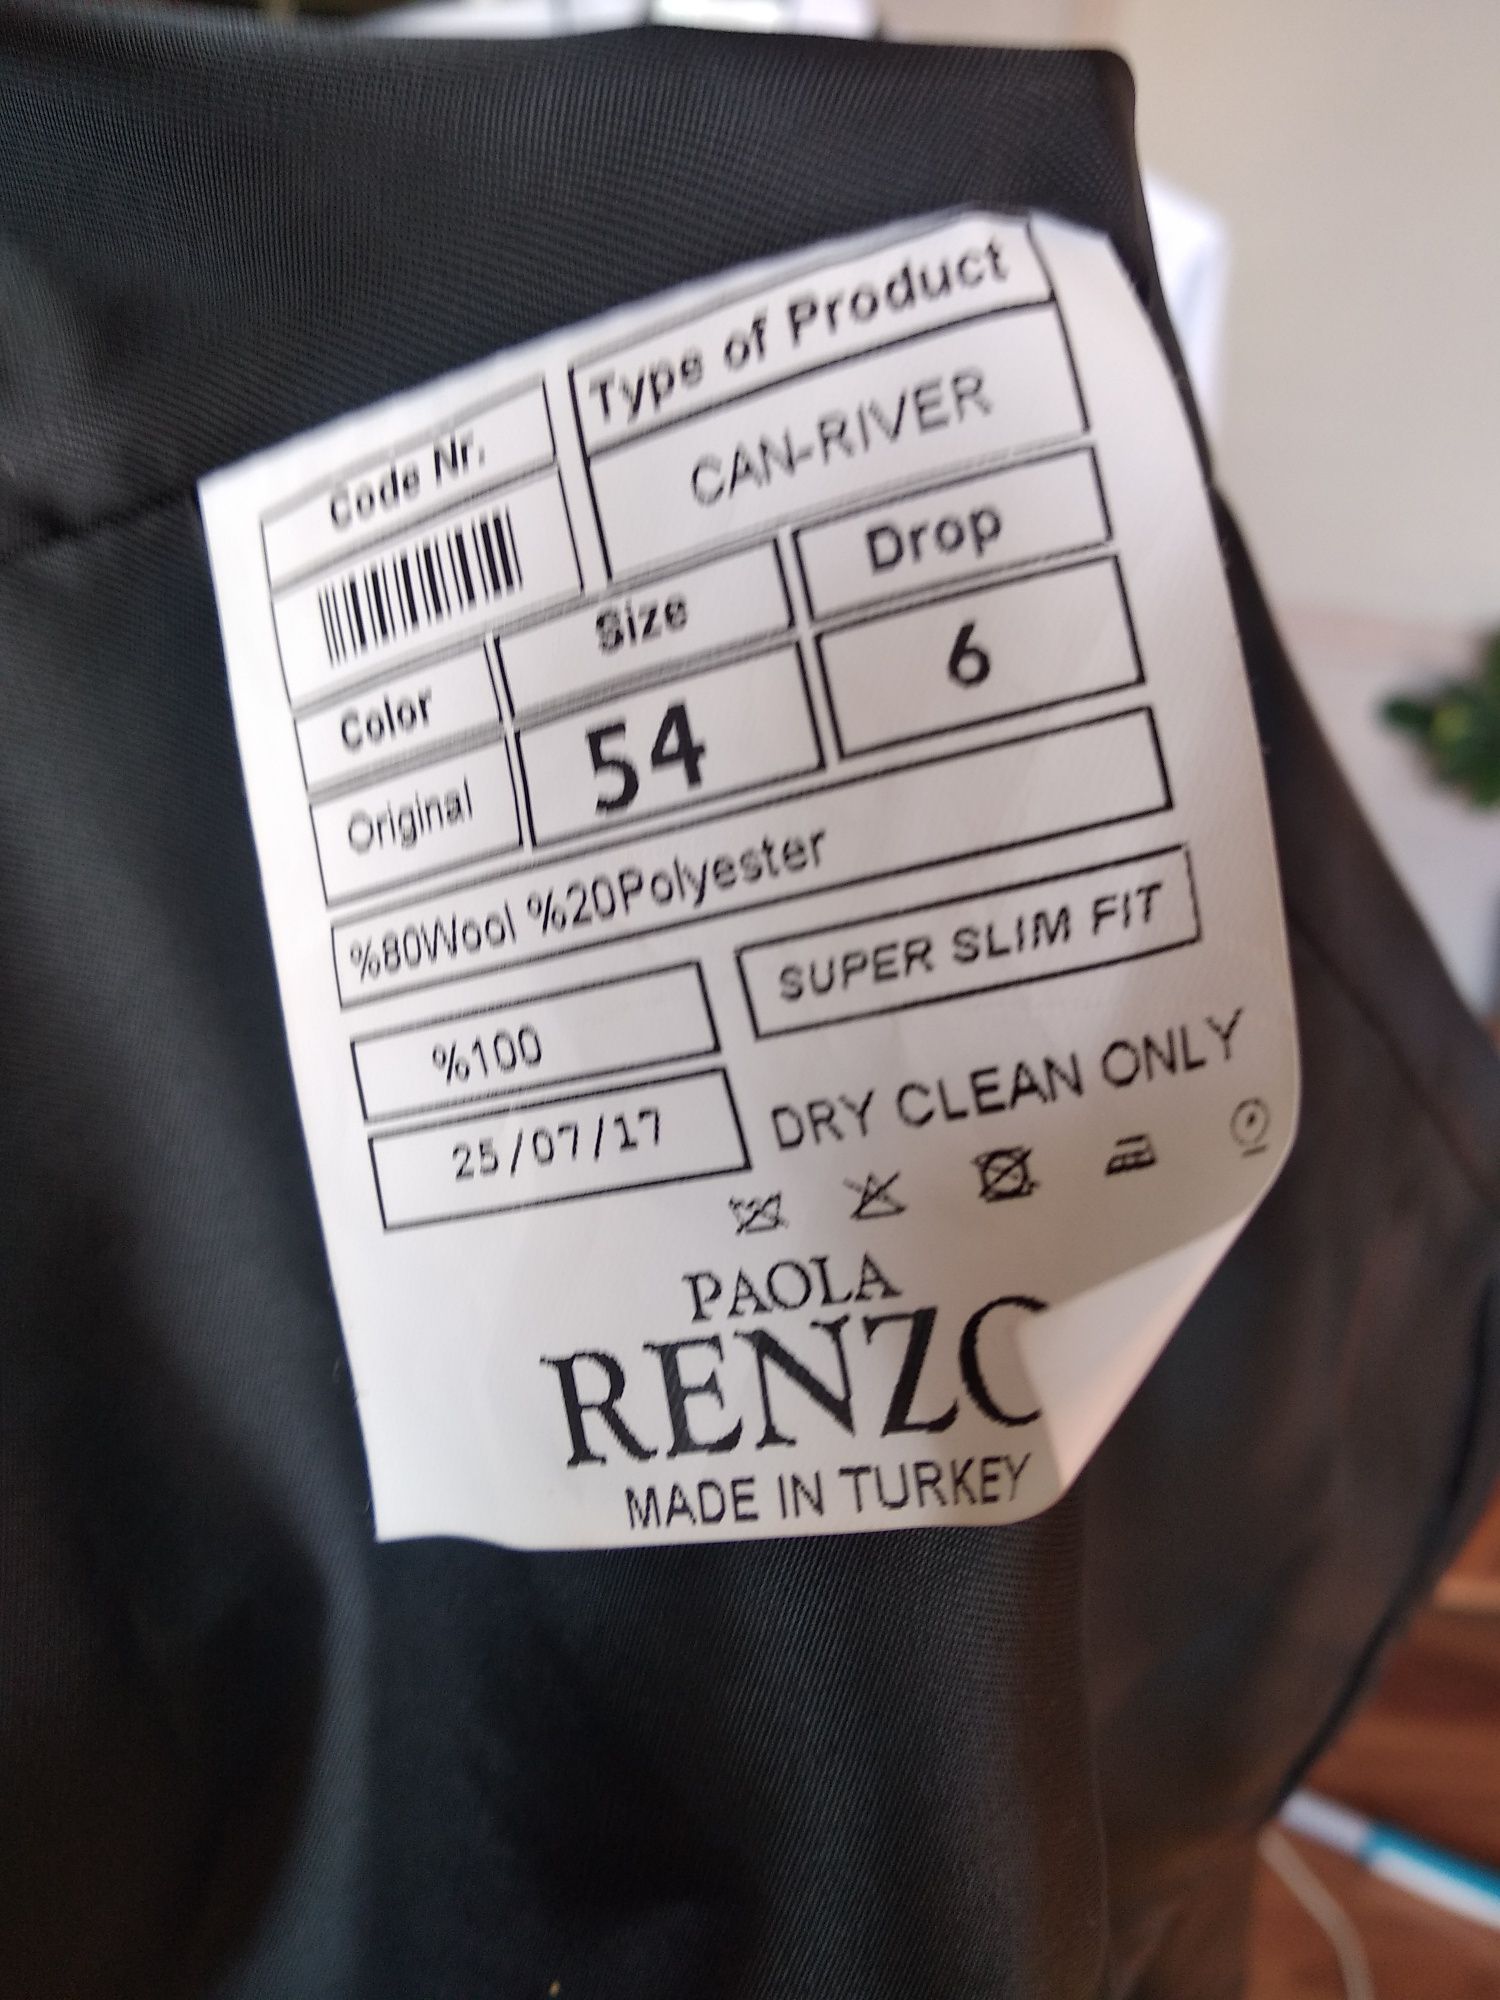 Code Nr.
Type of Product
CAN-RIVER
Color
Size
Drop
Original
54
6
%80Wool %20Polyester
%100
SUPER SLIM FIT
25/07/17
DRY CLEAN ONLY
PAOLA
RENZO
MADE IN TURKEY